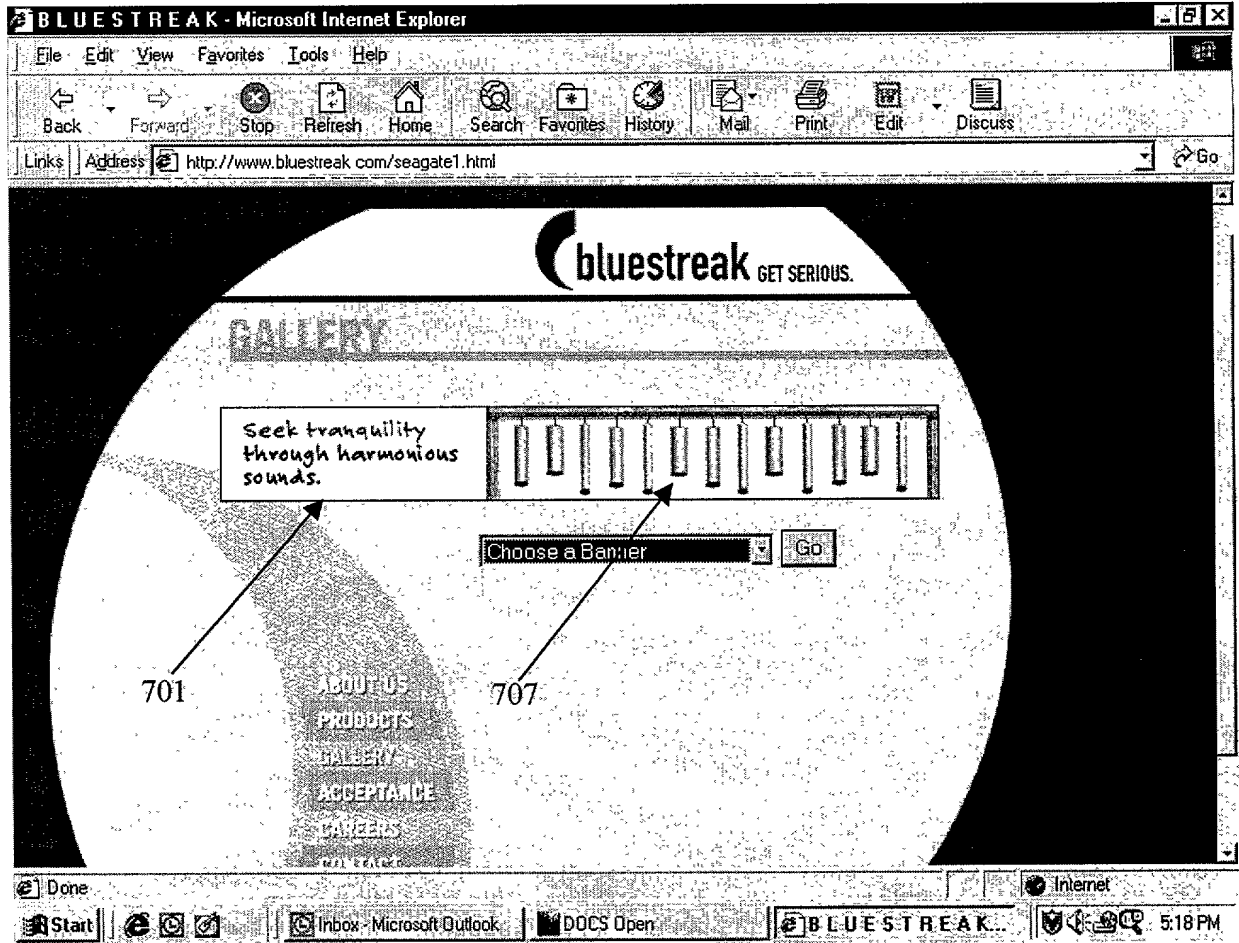 BLUESTREAK - Microsoft Internet Explorer
File Edit View Favorites Tools Help
Back Forward Stop Refresh Home Search Favorites History Mail Print Edit Discuss
Links Address http://www.bluestreak com/seagate1.html Go
bluestreak GET SERIOUS.
GALLERY
Seek tranquility
through harmonious
sounds.
Choose a Banner Go
701
707
ABOUT US
PRODUCTS
GALLERY
ACCEPTANCE
CAREERS
Done Internet
Start Inbox - Microsoft Outlook DOCS Open BLUESTREAK... 5:18 PM